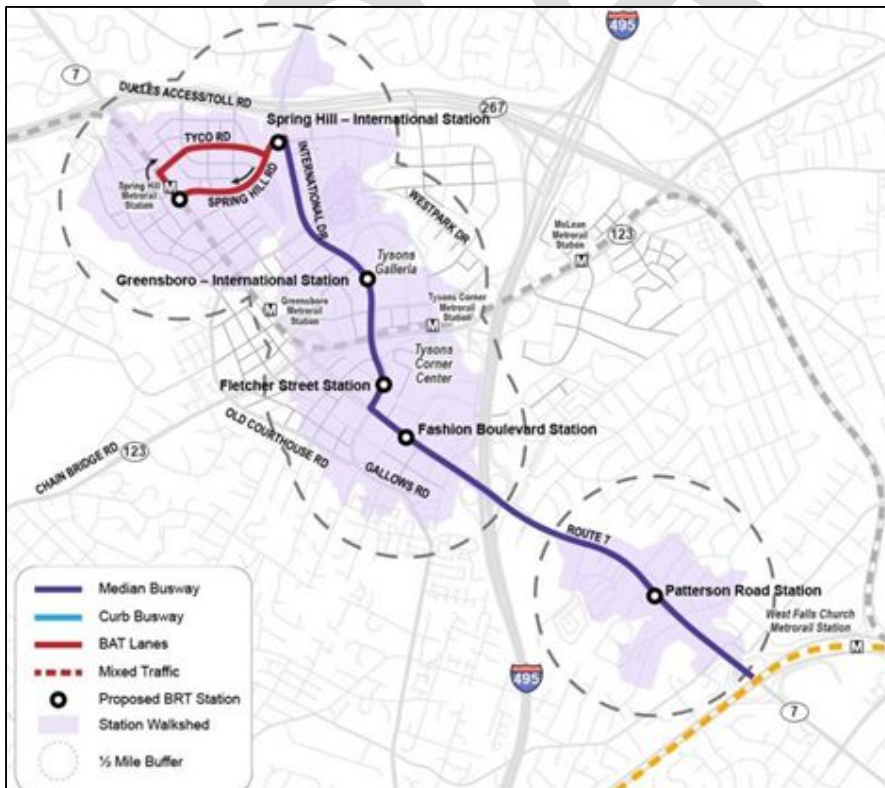 495
7
DULLES ACCESS/TOLL RD
267
Spring Hill – International Station
TYCO RD
Spring Hill
Metrorail
Station
M
SPRING HILL RD
INTERNATIONAL DR
WESTPARK DR
McLean
Metrorail
Station
M
123
Tysons
Galleria
Greensboro – International Station
M
Greensboro
Metrorail
Station
Tysons Corner
Metrorail
Station
M
Tysons
Corner
Center
Fletcher Street Station
OLD COURTHOUSE RD
Fashion Boulevard Station
CHAIN BRIDGE RD
123
GALLOWS RD
ROUTE 7
Patterson Road Station
West Falls Church
Metrorail Station
M
495
7
Median Busway
Curb Busway
BAT Lanes
Mixed Traffic
Proposed BRT Station
Station Walkshed
½ Mile Buffer